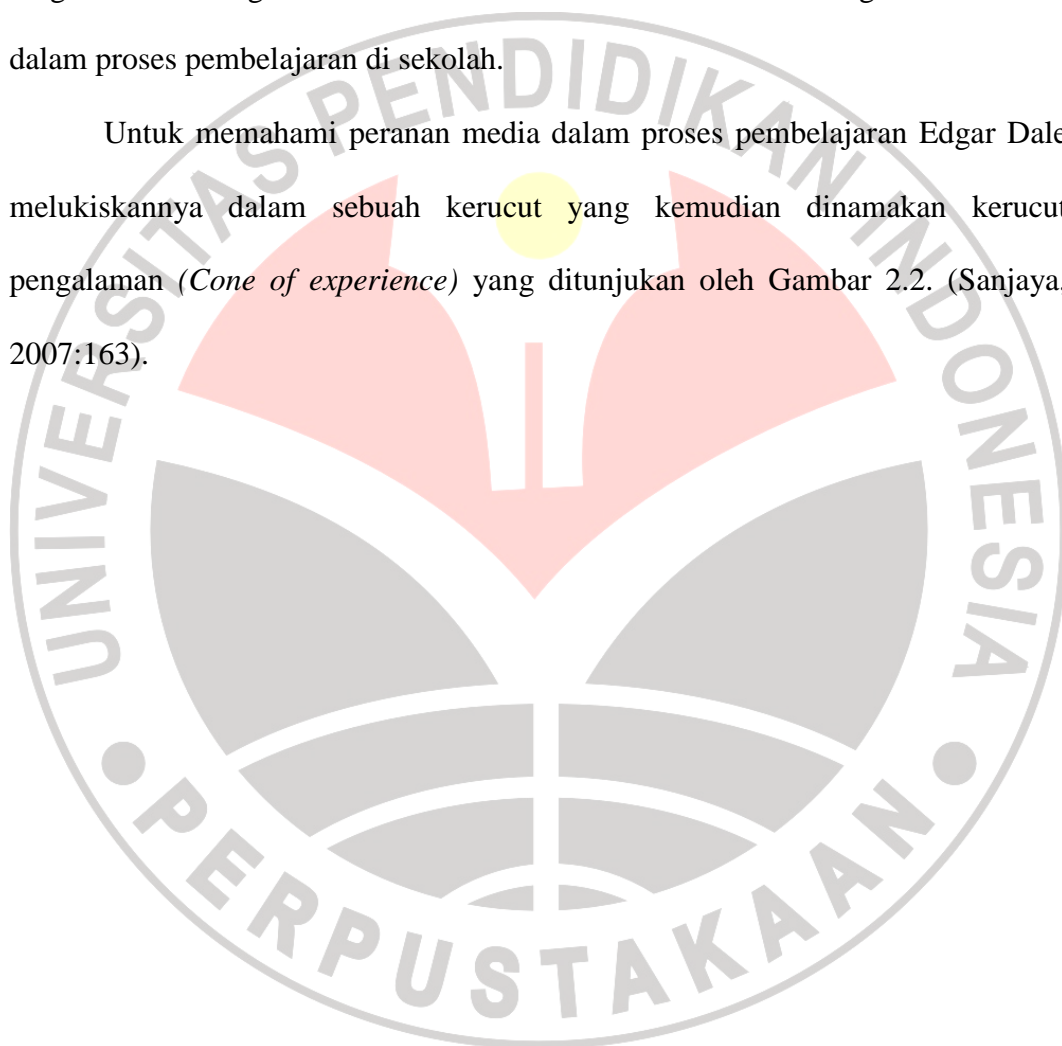 dalam proses pembelajaran di sekolah.
Untuk memahami peranan media dalam proses pembelajaran Edgar Dale
melukiskannya dalam sebuah kerucut yang kemudian dinamakan kerucut
pengalaman (Cone of experience) yang ditunjukan oleh Gambar 2.2. (Sanjaya,
2007:163).
UNIVERSITAS PENDIDIKAN INDONESIA
PERPUSTAKAAN